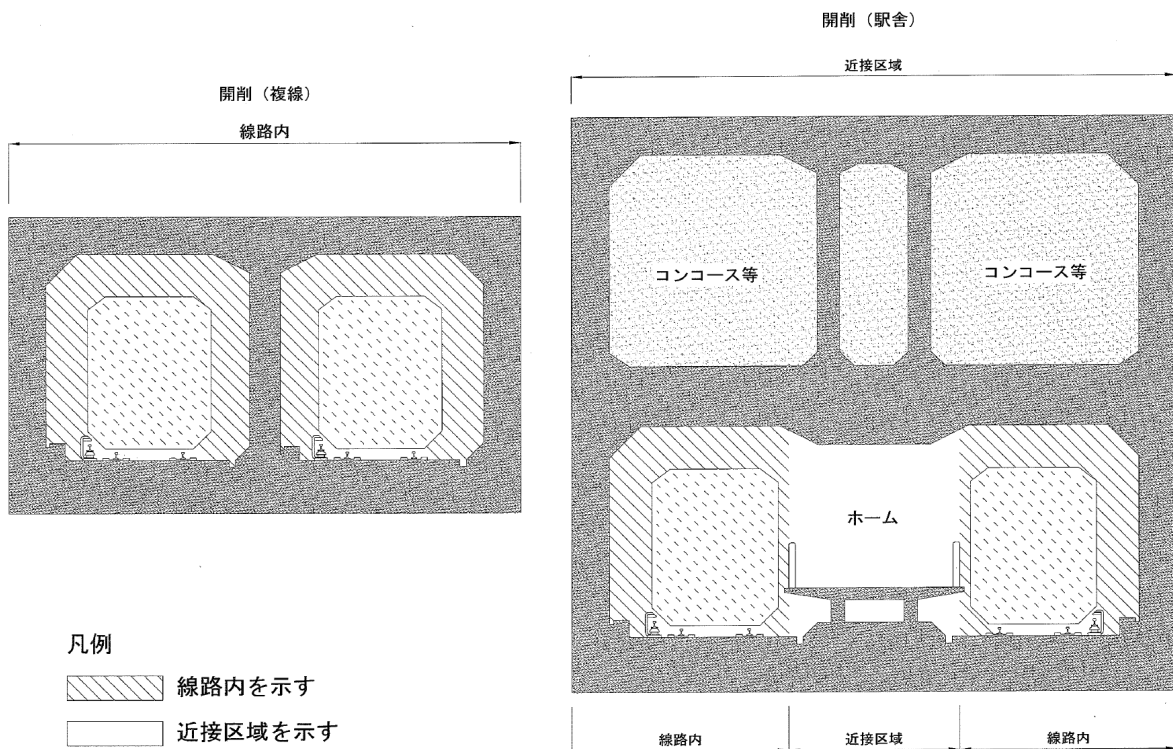 開削（複線）
線路内
開削（駅舎）
近接区域
コンコース等
コンコース等
ホーム
凡例
線路内を示す
近接区域を示す
線路内
近接区域
線路内